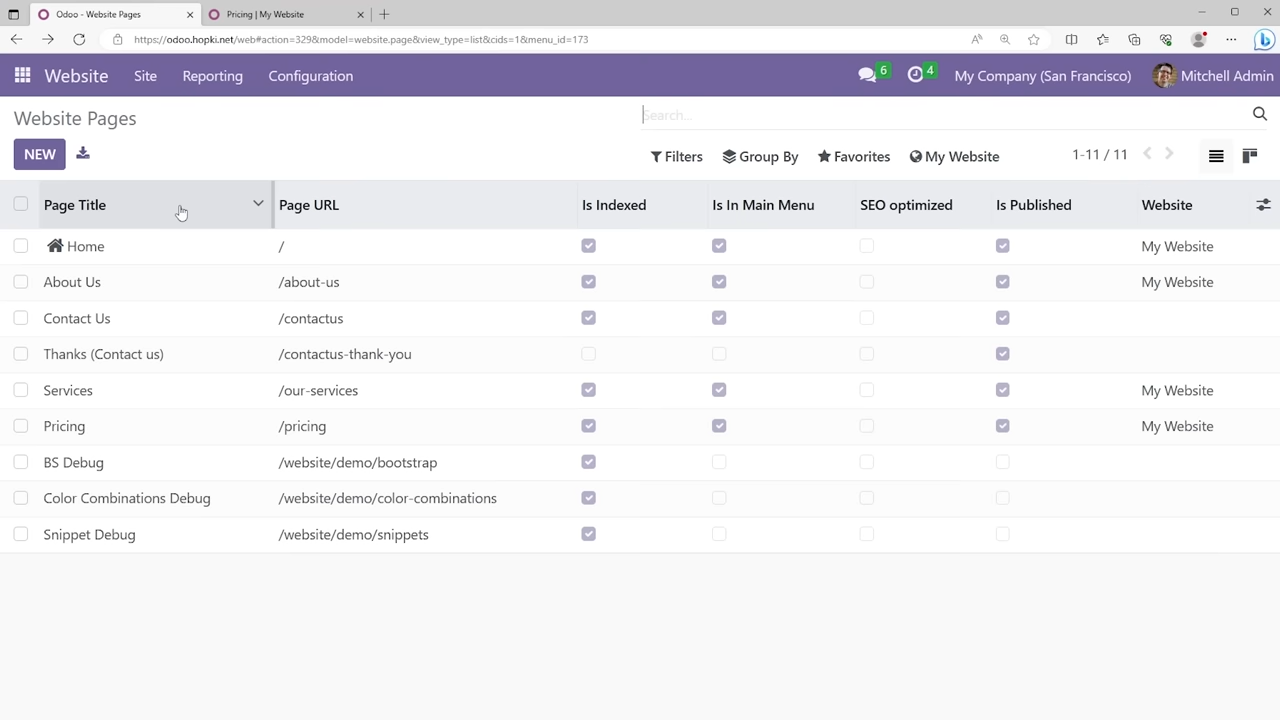 Odoo - Website Pages
Pricing | My Website
https://odoo.hopki.net/web#action=329&model=website.page&view_type=list&cids=1&menu_id=173
Website Site Reporting Configuration 6 4 My Company (San Francisco) Mitchell Admin
Website Pages Search...
NEW Filters Group By Favorites My Website 1-11 / 11
Page Title Page URL Is Indexed Is In Main Menu SEO optimized Is Published Website
Home / My Website
About Us /about-us My Website
Contact Us /contactus
Thanks (Contact us) /contactus-thank-you
Services /our-services My Website
Pricing /pricing My Website
BS Debug /website/demo/bootstrap
Color Combinations Debug /website/demo/color-combinations
Snippet Debug /website/demo/snippets